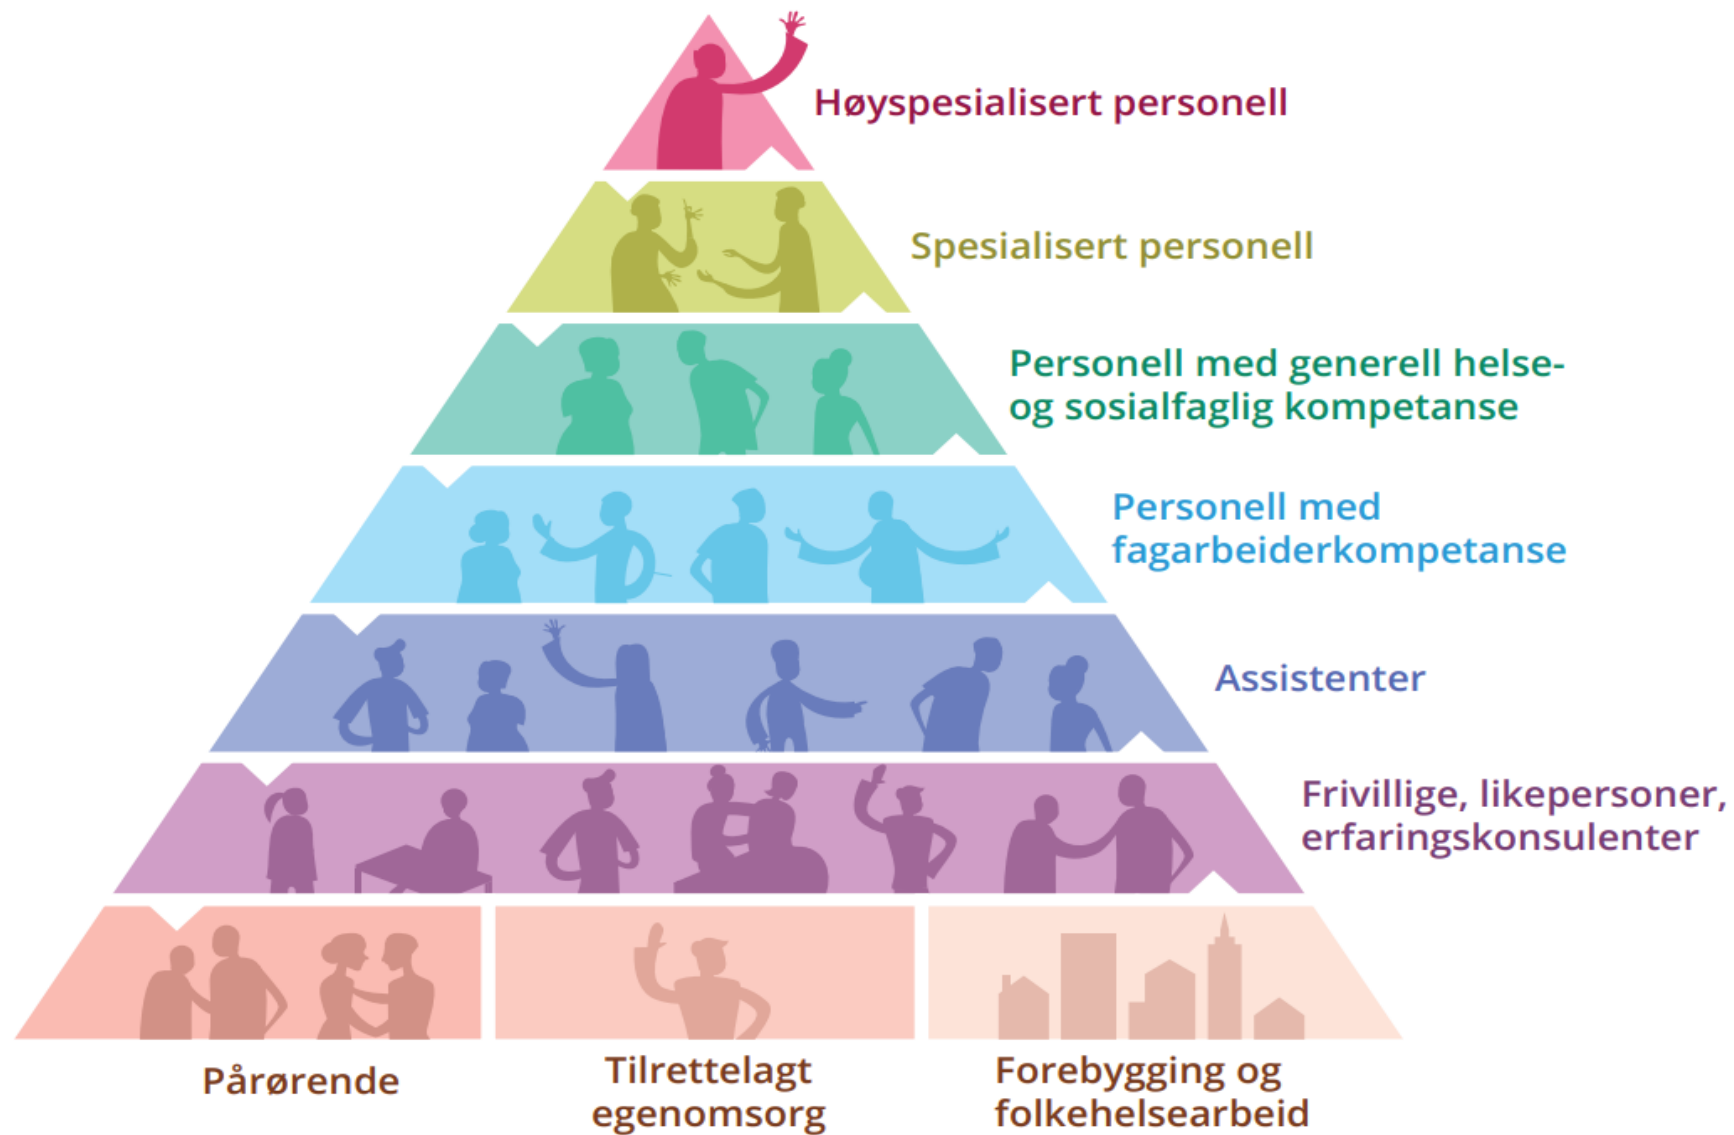 Høyspesialisert personell
Spesialisert personell
Personell med generell helse-
og sosialfaglig kompetanse
Personell med
fagarbeiderkompetanse
Assistenter
Frivillige, likepersoner,
erfaringskonsulenter
Pårørende
Tilrettelagt
egenomsorg
Forebygging og
folkehelsearbeid